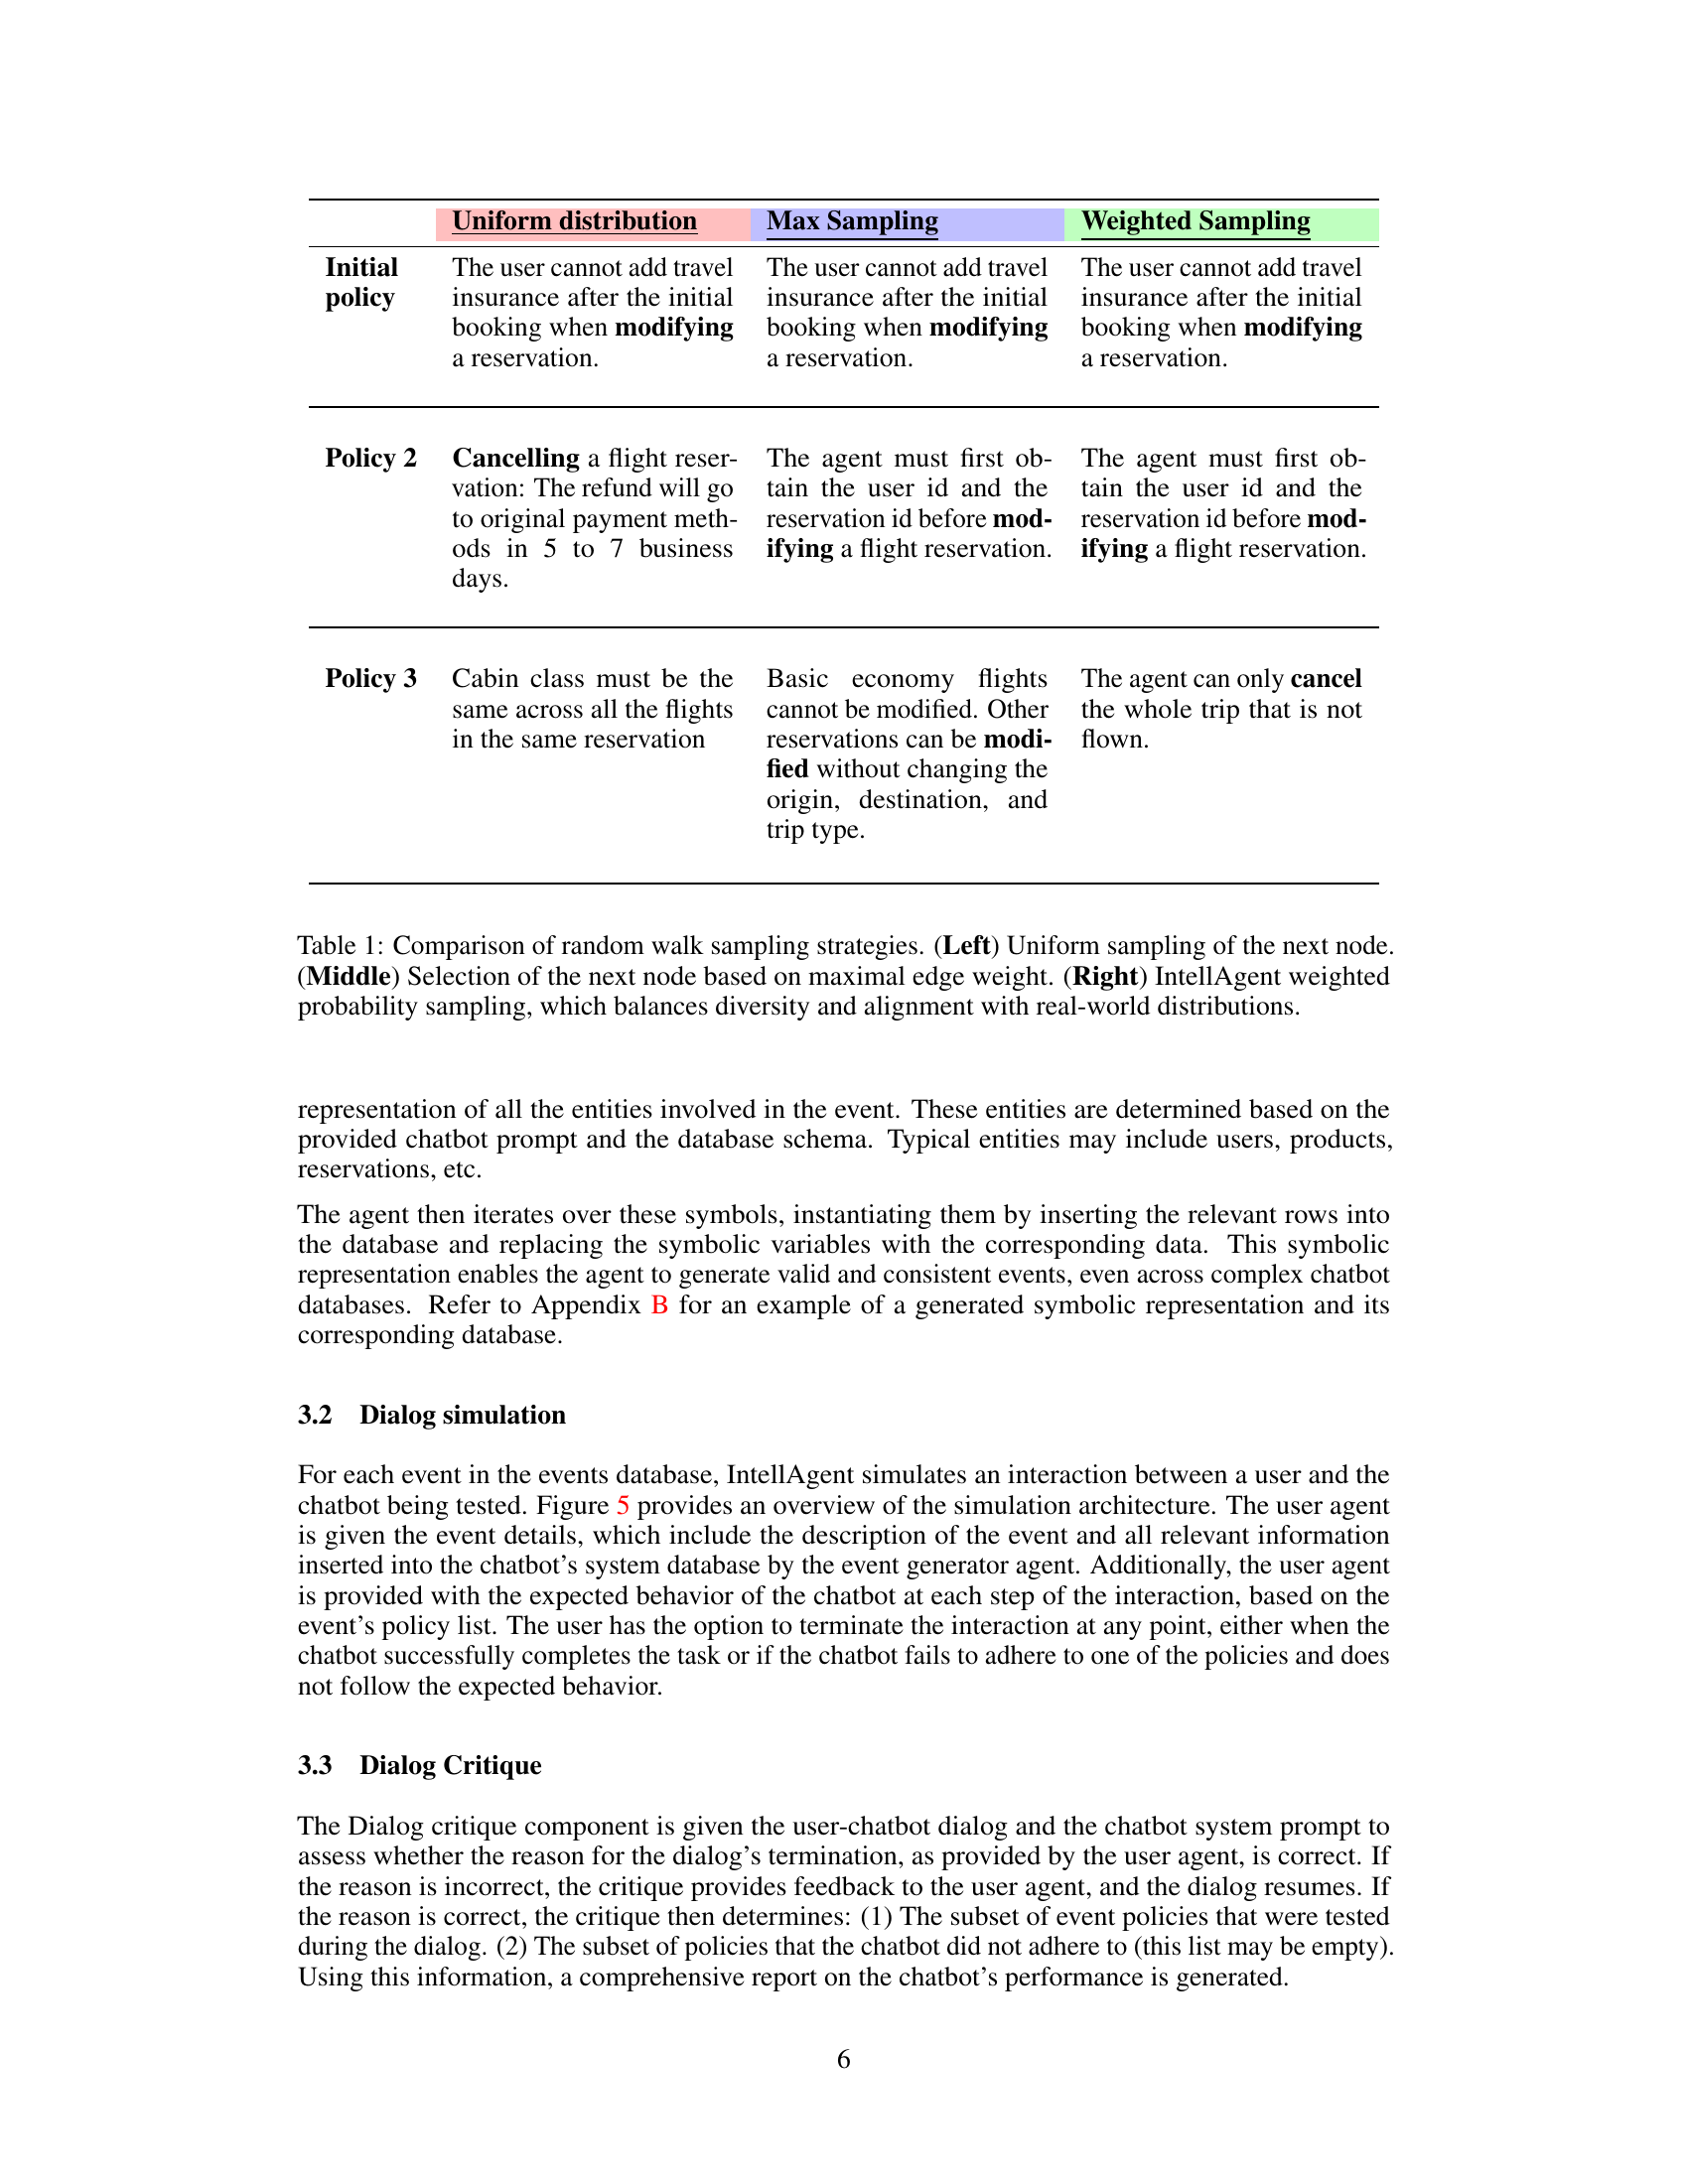 Uniform distribution Max Sampling Weighted Sampling
Initial policy
The user cannot add travel
insurance after the initial
booking when modifying
a reservation.
The user cannot add travel
insurance after the initial
booking when modifying
a reservation.
The user cannot add travel
insurance after the initial
booking when modifying
a reservation.
Policy 2
Cancelling a flight reser-
vation: The refund will go
to original payment meth-
ods in 5 to 7 business
days.
The agent must first ob-
tain the user id and the
reservation id before mod-
ifying a flight reservation.
The agent must first ob-
tain the user id and the
reservation id before mod-
ifying a flight reservation.
Policy 3
Cabin class must be the
same across all the flights
in the same reservation
Basic economy flights
cannot be modified. Other
reservations can be modi-
fied without changing the
origin, destination, and
trip type.
The agent can only cancel
the whole trip that is not
flown.
Table 1: Comparison of random walk sampling strategies. (Left) Uniform sampling of the next node.
(Middle) Selection of the next node based on maximal edge weight. (Right) IntellAgent weighted
probability sampling, which balances diversity and alignment with real-world distributions.
representation of all the entities involved in the event. These entities are determined based on the
provided chatbot prompt and the database schema. Typical entities may include users, products,
reservations, etc.
The agent then iterates over these symbols, instantiating them by inserting the relevant rows into
the database and replacing the symbolic variables with the corresponding data. This symbolic
representation enables the agent to generate valid and consistent events, even across complex chatbot
databases. Refer to Appendix B for an example of a generated symbolic representation and its
corresponding database.
3.2 Dialog simulation
For each event in the events database, IntellAgent simulates an interaction between a user and the
chatbot being tested. Figure 5 provides an overview of the simulation architecture. The user agent
is given the event details, which include the description of the event and all relevant information
inserted into the chatbot's system database by the event generator agent. Additionally, the user agent
is provided with the expected behavior of the chatbot at each step of the interaction, based on the
event's policy list. The user has the option to terminate the interaction at any point, either when the
chatbot successfully completes the task or if the chatbot fails to adhere to one of the policies and does
not follow the expected behavior.
3.3 Dialog Critique
The Dialog critique component is given the user-chatbot dialog and the chatbot system prompt to
assess whether the reason for the dialog's termination, as provided by the user agent, is correct. If
the reason is incorrect, the critique provides feedback to the user agent, and the dialog resumes. If
the reason is correct, the critique then determines: (1) The subset of event policies that were tested
during the dialog. (2) The subset of policies that the chatbot did not adhere to (this list may be empty).
Using this information, a comprehensive report on the chatbot's performance is generated.
6